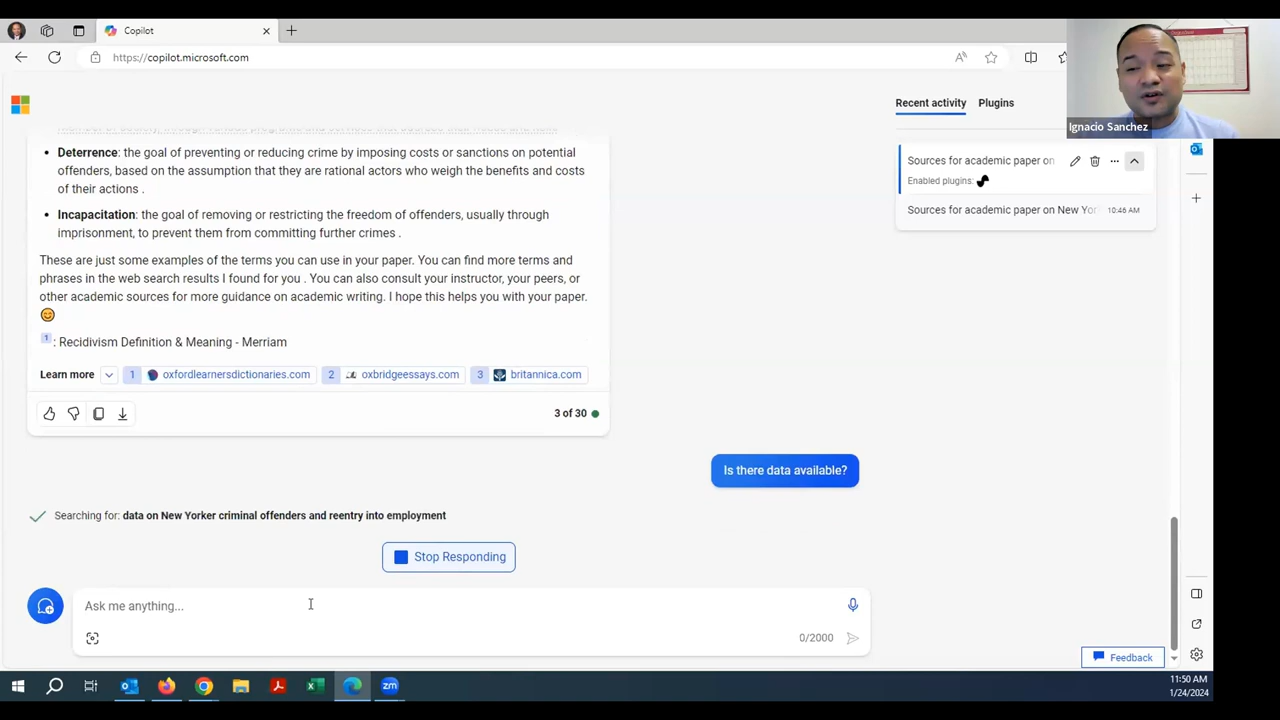 Copilot
https://copilot.microsoft.com
Recent activity
Plugins
Ignacio Sanchez
Sources for academic paper on
Enabled plugins:
Sources for academic paper on New Yor
10:46 AM
• Deterrence: the goal of preventing or reducing crime by imposing costs or sanctions on potential
offenders, based on the assumption that they are rational actors who weigh the benefits and costs
of their actions .
• Incapacitation: the goal of removing or restricting the freedom of offenders, usually through
imprisonment, to prevent them from committing further crimes .
These are just some examples of the terms you can use in your paper. You can find more terms and
phrases in the web search results I found for you . You can also consult your instructor, your peers, or
other academic sources for more guidance on academic writing. I hope this helps you with your paper.
1 : Recidivism Definition & Meaning - Merriam
Learn more 1 oxfordlearnersdictionaries.com 2 oxbridgeessays.com 3 britannica.com
3 of 30
Is there data available?
Searching for: data on New Yorker criminal offenders and reentry into employment
Stop Responding
Ask me anything...
0/2000
Feedback
11:50 AM
1/24/2024